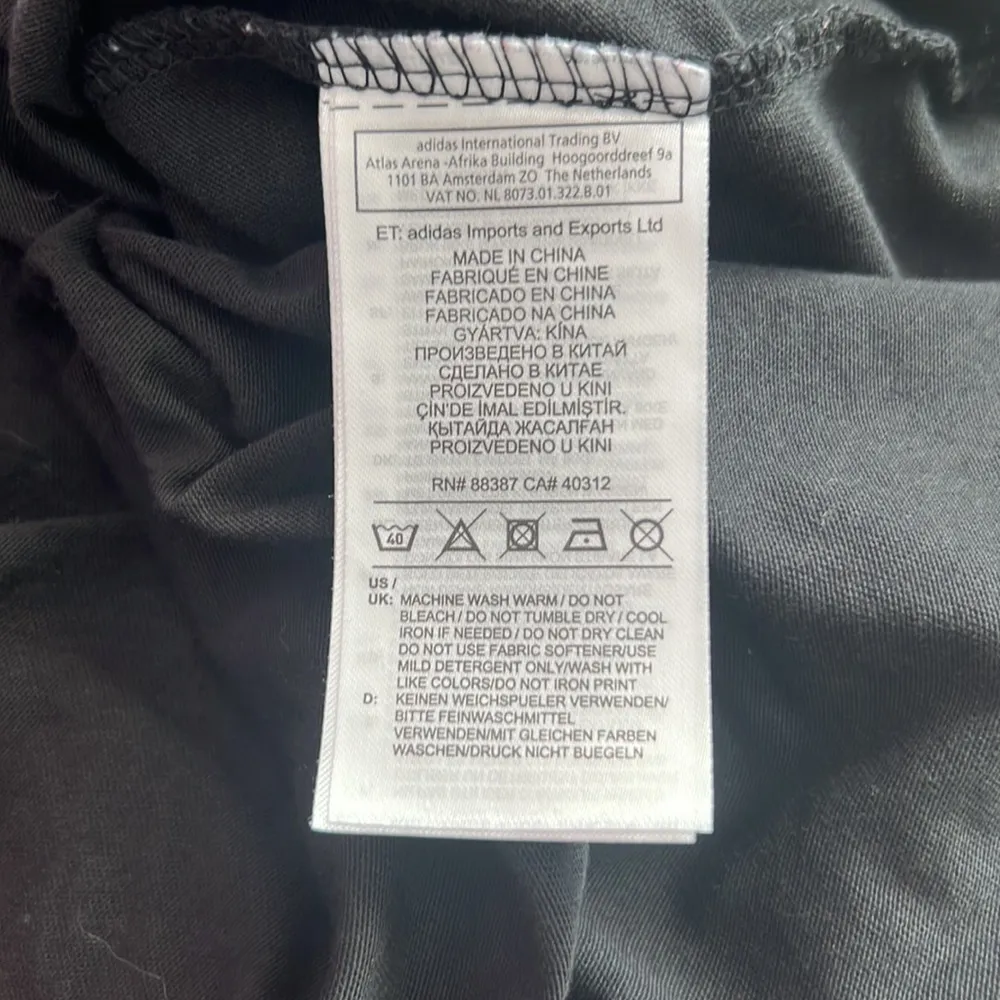 adidas International Trading BV
Atlas Arena -Afrika Building Hoogoorddreef 9a
1101 BA Amsterdam ZO The Netherlands
VAT NO. NL 8073.01.322.B.01
ET: adidas Imports and Exports Ltd
MADE IN CHINA
FABRIQUÉ EN CHINE
FABRICADO EN CHINA
FABRICADO NA CHINA
GYÁRTVA: KÍNA
ПРОИЗВЕДЕНО В КИТАЙ
СДЕЛАНО В КИТАЕ
PROIZVEDENO U KINI
ÇİN'DE İMAL EDİLMİŞTİR.
ҚЫТАЙДА ЖАСАЛҒАН
PROIZVEDENO U KINI
RN# 88387 CA# 40312
40
US /
UK: MACHINE WASH WARM / DO NOT
BLEACH / DO NOT TUMBLE DRY / COOL
IRON IF NEEDED / DO NOT DRY CLEAN
DO NOT USE FABRIC SOFTENER/USE
MILD DETERGENT ONLY/WASH WITH
LIKE COLORS/DO NOT IRON PRINT
D: KEINEN WEICHSPUELER VERWENDEN/
BITTE FEINWASCHMITTEL
VERWENDEN/MIT GLEICHEN FARBEN
WASCHEN/DRUCK NICHT BUEGELN